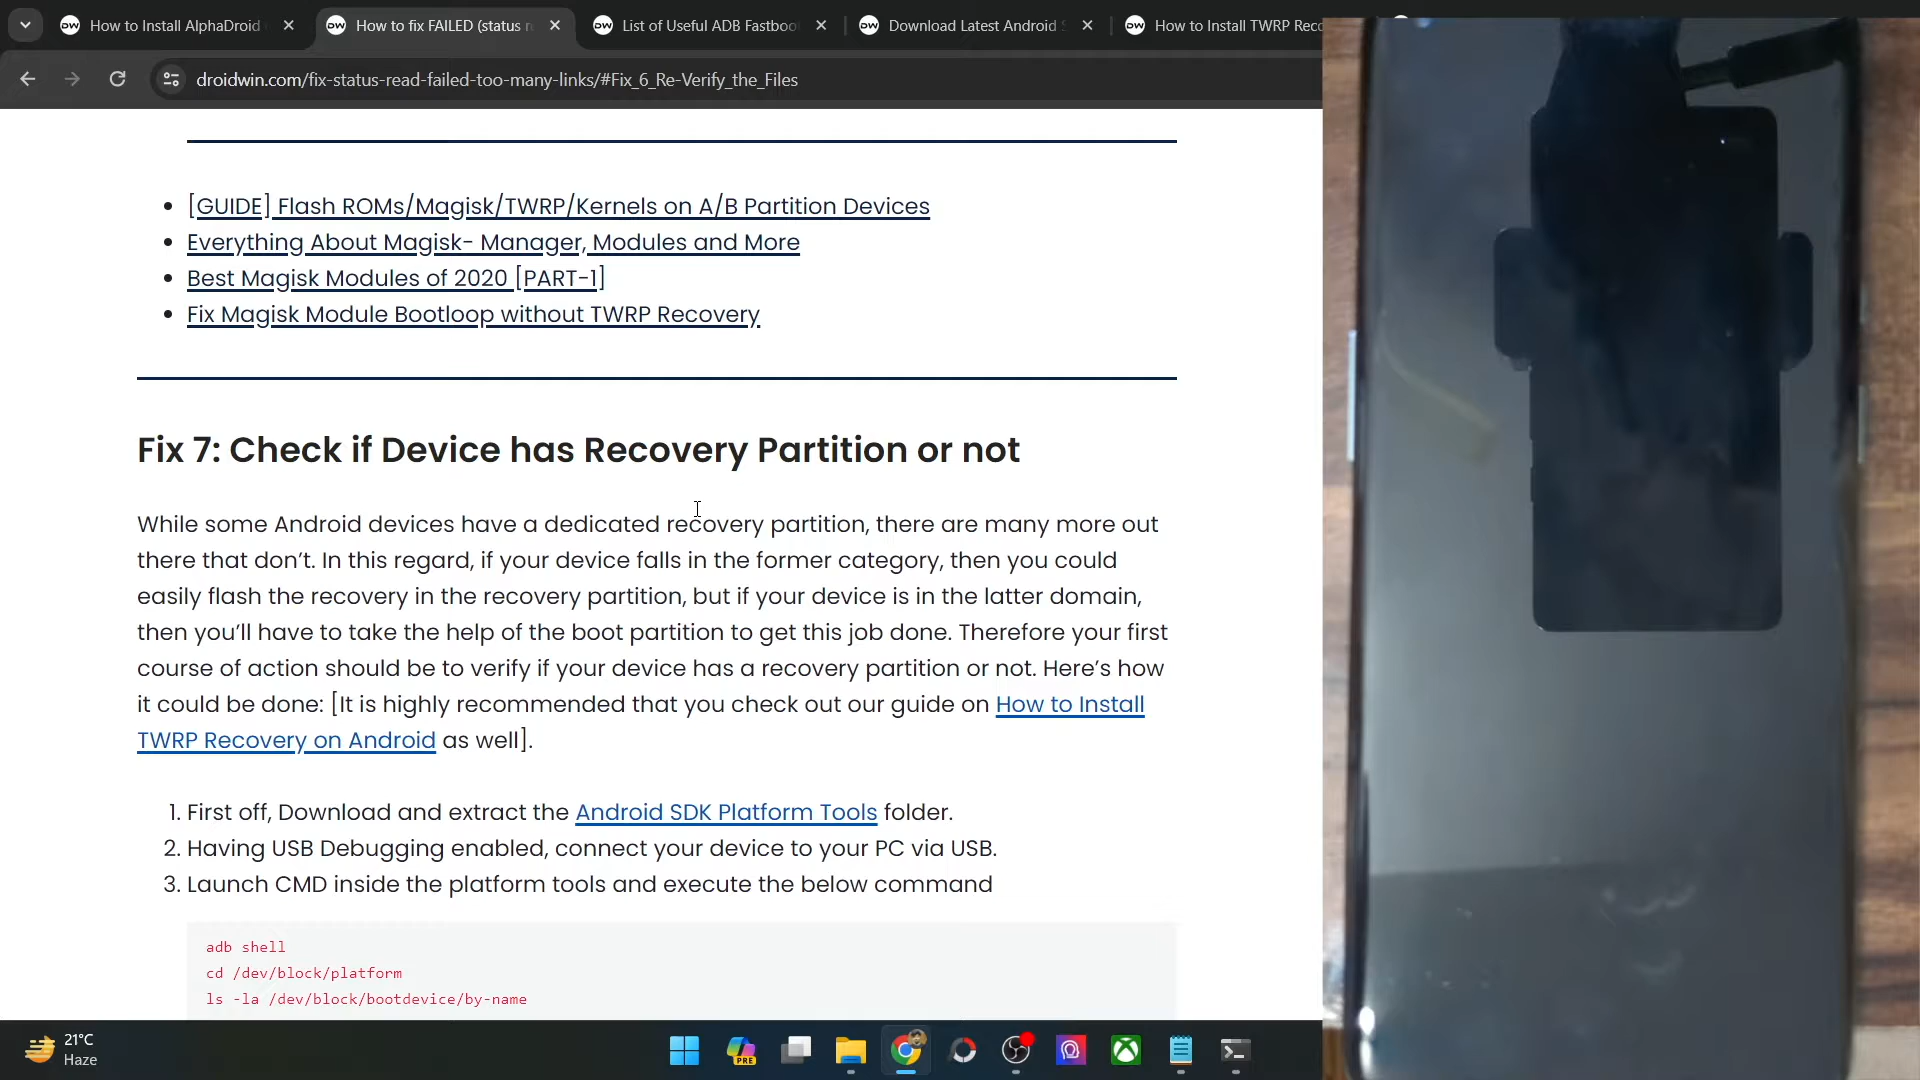 How to Install AlphaDroid
How to fix FAILED (status r
List of Useful ADB Fastboo
Download Latest Android S
How to Install TWRP Reco
droidwin.com/fix-status-read-failed-too-many-links/#Fix_6_Re-Verify_the_Files
[GUIDE] Flash ROMs/Magisk/TWRP/Kernels on A/B Partition Devices
Everything About Magisk- Manager, Modules and More
Best Magisk Modules of 2020 [PART-1]
Fix Magisk Module Bootloop without TWRP Recovery
Fix 7: Check if Device has Recovery Partition or not
While some Android devices have a dedicated recovery partition, there are many more out
there that don’t. In this regard, if your device falls in the former category, then you could
easily flash the recovery in the recovery partition, but if your device is in the latter domain,
then you’ll have to take the help of the boot partition to get this job done. Therefore your first
course of action should be to verify if your device has a recovery partition or not. Here’s how
it could be done: [It is highly recommended that you check out our guide on How to Install
TWRP Recovery on Android as well].
1. First off, Download and extract the Android SDK Platform Tools folder.
2. Having USB Debugging enabled, connect your device to your PC via USB.
3. Launch CMD inside the platform tools and execute the below command
adb shell
cd /dev/block/platform
ls -la /dev/block/bootdevice/by-name
21°C
Haze
PRE